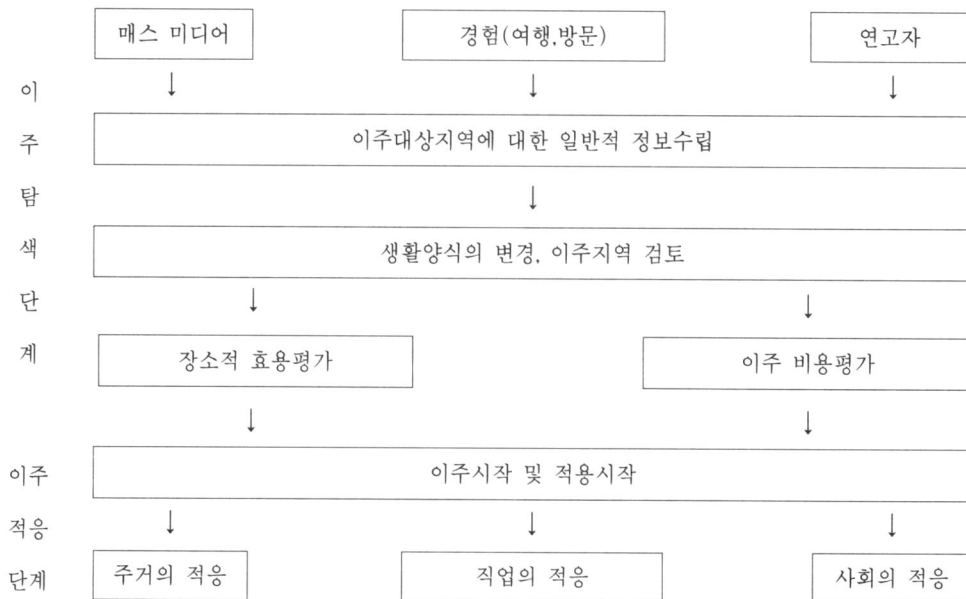 매스 미디어 경험(여행,방문) 연고자
↓ ↓ ↓
이
주 이주대상지역에 대한 일반적 정보수립
탐 ↓
색 생활양식의 변경, 이주지역 검토
단 ↓ ↓
계 장소적 효용평가 이주 비용평가
↓ ↓
이주 이주시작 및 적용시작
적응 ↓ ↓ ↓
단계 주거의 적응 직업의 적응 사회의 적응